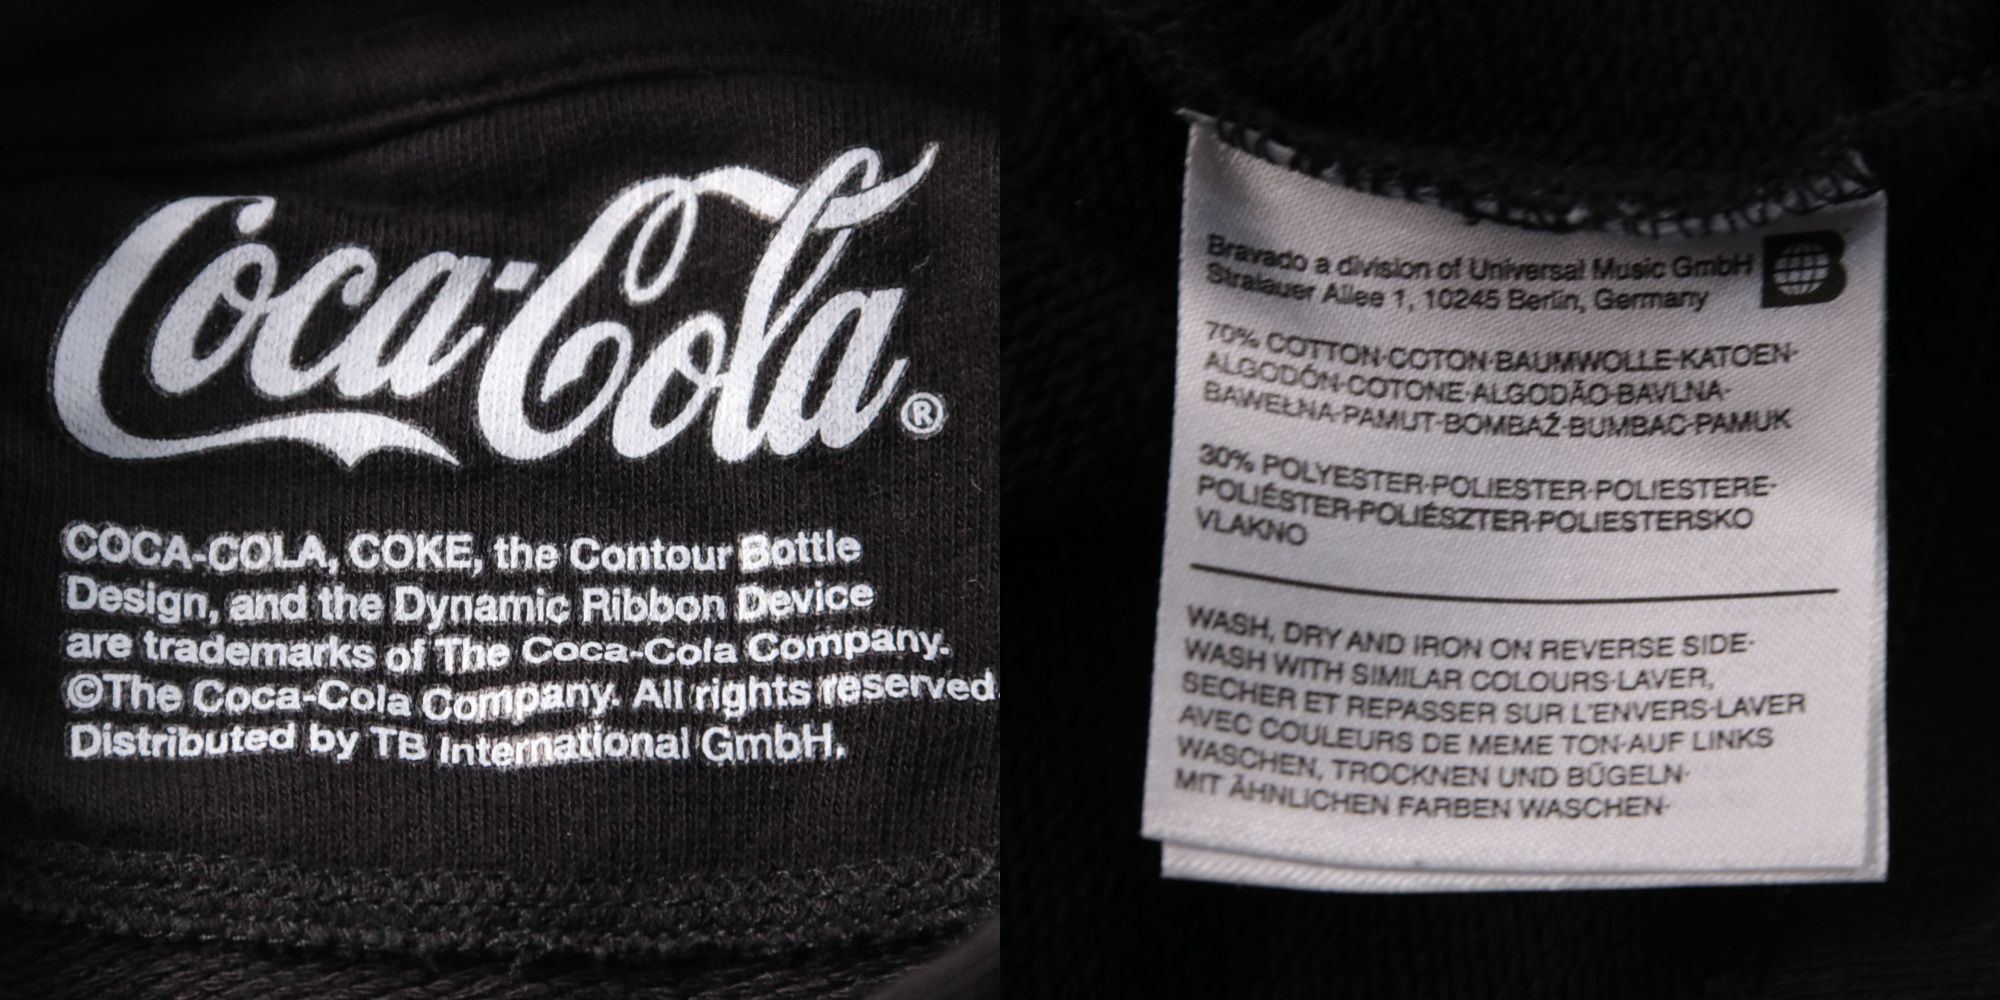 Coca-Cola®
COCA-COLA, COKE, the Contour Bottle
Design, and the Dynamic Ribbon Device
are trademarks of The Coca-Cola Company.
©The Coca-Cola Company. All rights reserved.
Distributed by TB International GmbH.
Bravado a division of Universal Music GmbH
Stralauer Allee 1, 10245 Berlin, Germany
B
70% COTTON·COTON·BAUMWOLLE·KATOEN·
ALGODÓN·COTONE·ALGODÃO·BAVLNA·
BAWEŁNA·PAMUT·BOMBAŽ·BUMBAC·PAMUK
30% POLYESTER·POLIESTER·POLIESTERE·
POLIÉSTER·POLIÉSZTER·POLIESTERSKO
VLAKNO
WASH, DRY AND IRON ON REVERSE SIDE·
WASH WITH SIMILAR COLOURS·LAVER,
SECHER ET REPASSER SUR L'ENVERS·LAVER
AVEC COULEURS DE MEME TON·AUF LINKS
WASCHEN, TROCKNEN UND BÜGELN·
MIT ÄHNLICHEN FARBEN WASCHEN·